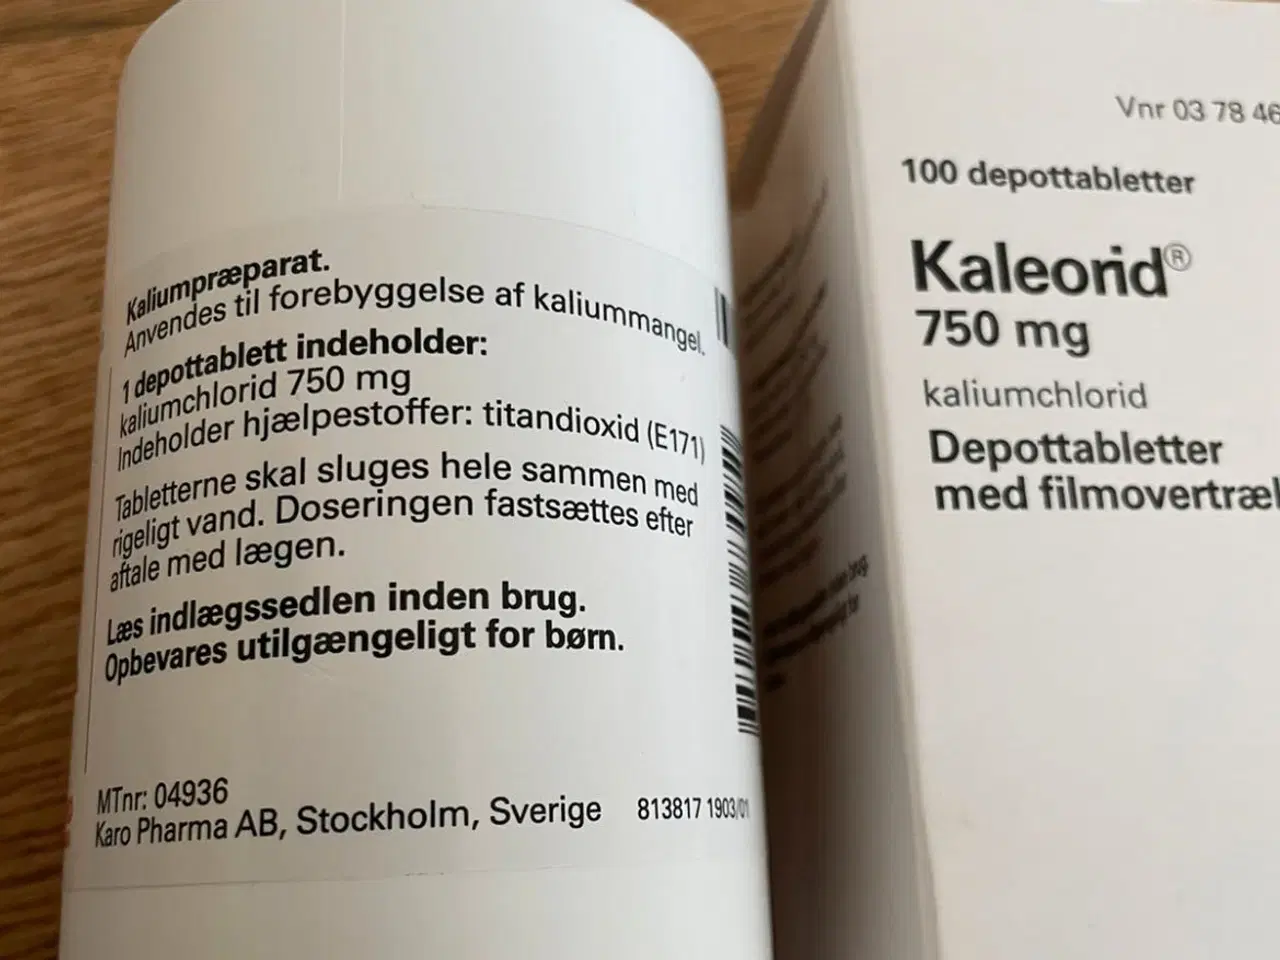 Kaliumpræparat.
Anvendes til forebyggelse af kaliummangel.
1 depottablett indeholder:
kaliumchlorid 750 mg
Indeholder hjælpestoffer: titandioxid (E171)
Tabletterne skal sluges hele sammen med
rigeligt vand. Doseringen fastsættes efter
aftale med lægen.
Læs indlægssedlen inden brug.
Opbevares utilgængeligt for børn.
MTnr: 04936
Karo Pharma AB, Stockholm, Sverige 813817 1903/01
Vnr 03 78 46
100 depottabletter
Kaleorid®
750 mg
kaliumchlorid
Depottabletter
med filmovertræk